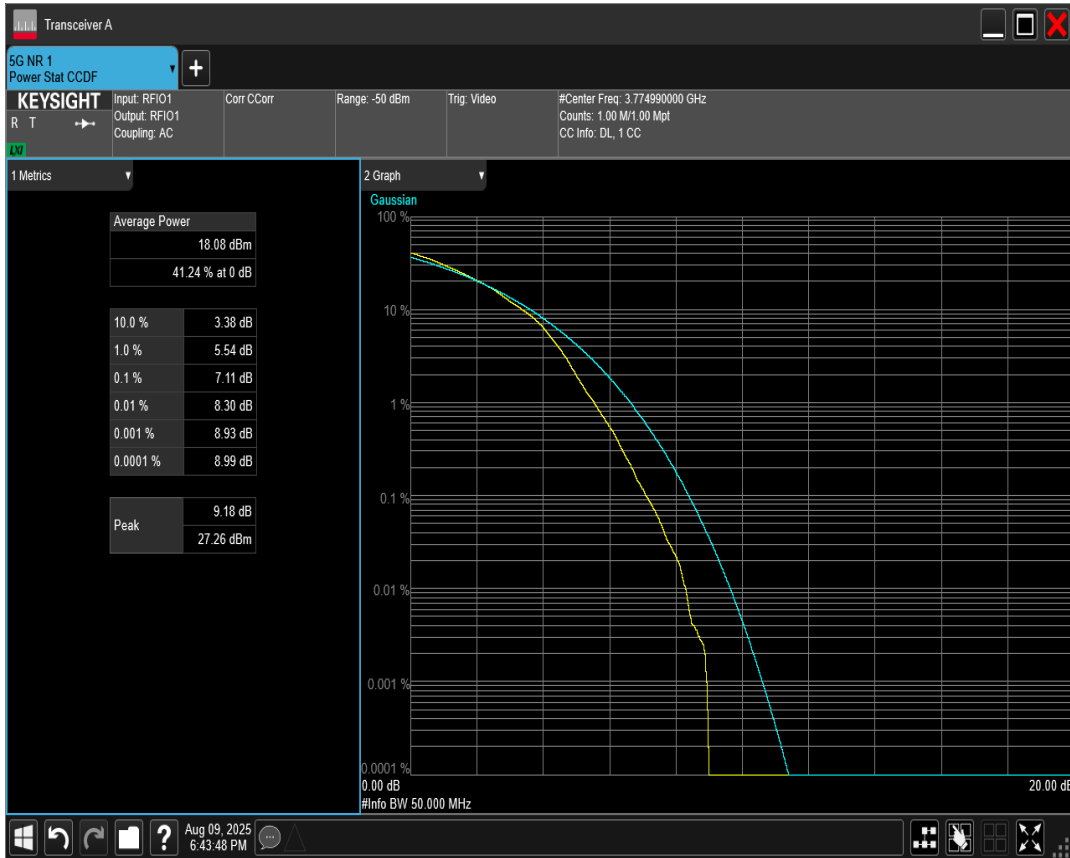 Transceiver A
5G NR 1
Power Stat CCDF
KEYSIGHT
R T
LXI
Input: RFIO1
Output: RFIO1
Coupling: AC
Corr CCorr
Range: -50 dBm
Trig: Video
#Center Freq: 3.774990000 GHz
Counts: 1.00 M/1.00 Mpt
CC Info: DL, 1 CC
1 Metrics
Average Power
18.08 dBm
41.24 % at 0 dB
10.0 % 3.38 dB
1.0 % 5.54 dB
0.1 % 7.11 dB
0.01 % 8.30 dB
0.001 % 8.93 dB
0.0001 % 8.99 dB
Peak
9.18 dB
27.26 dBm
2 Graph
Gaussian
100 %
10 %
1 %
0.1 %
0.01 %
0.001 %
0.0001 %
0.00 dB
20.00 dB
#Info BW 50.000 MHz
?
Aug 09, 2025
6:43:48 PM